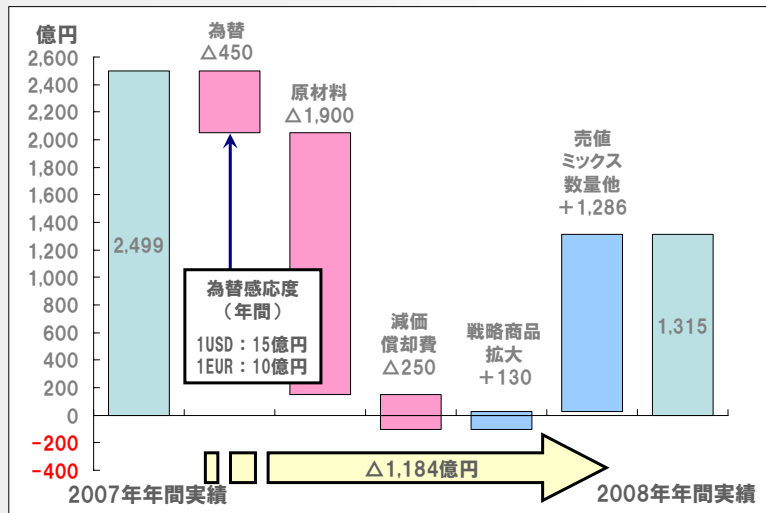 億円
2,600
2,400
2,200
2,000
1,800
1,600
1,400
1,200
1,000
800
600
400
200
0
-200
-400
2,499
為替
△450
原材料
△1,900
為替感応度
(年間)
1USD：15億円
1EUR：10億円
減価
償却費
△250
戦略商品
拡大
＋130
売値
ミックス
数量他
＋1,286
1,315
△1,184億円
2007年年間実績
2008年年間実績